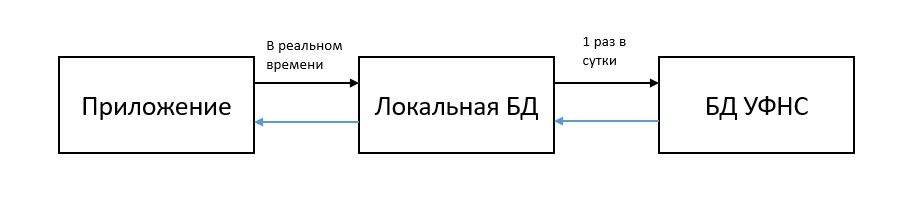 В реальном
времени
1 раз в
сутки
Приложение
Локальная БД
БД УФНС